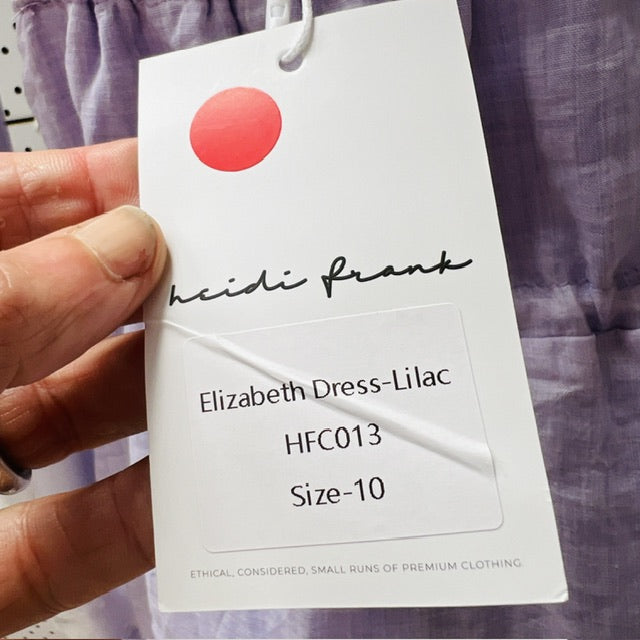 heidi frank
Elizabeth Dress-Lilac
HFC013
Size-10
ETHICAL, CONSIDERED, SMALL RUNS OF PREMIUM CLOTHING